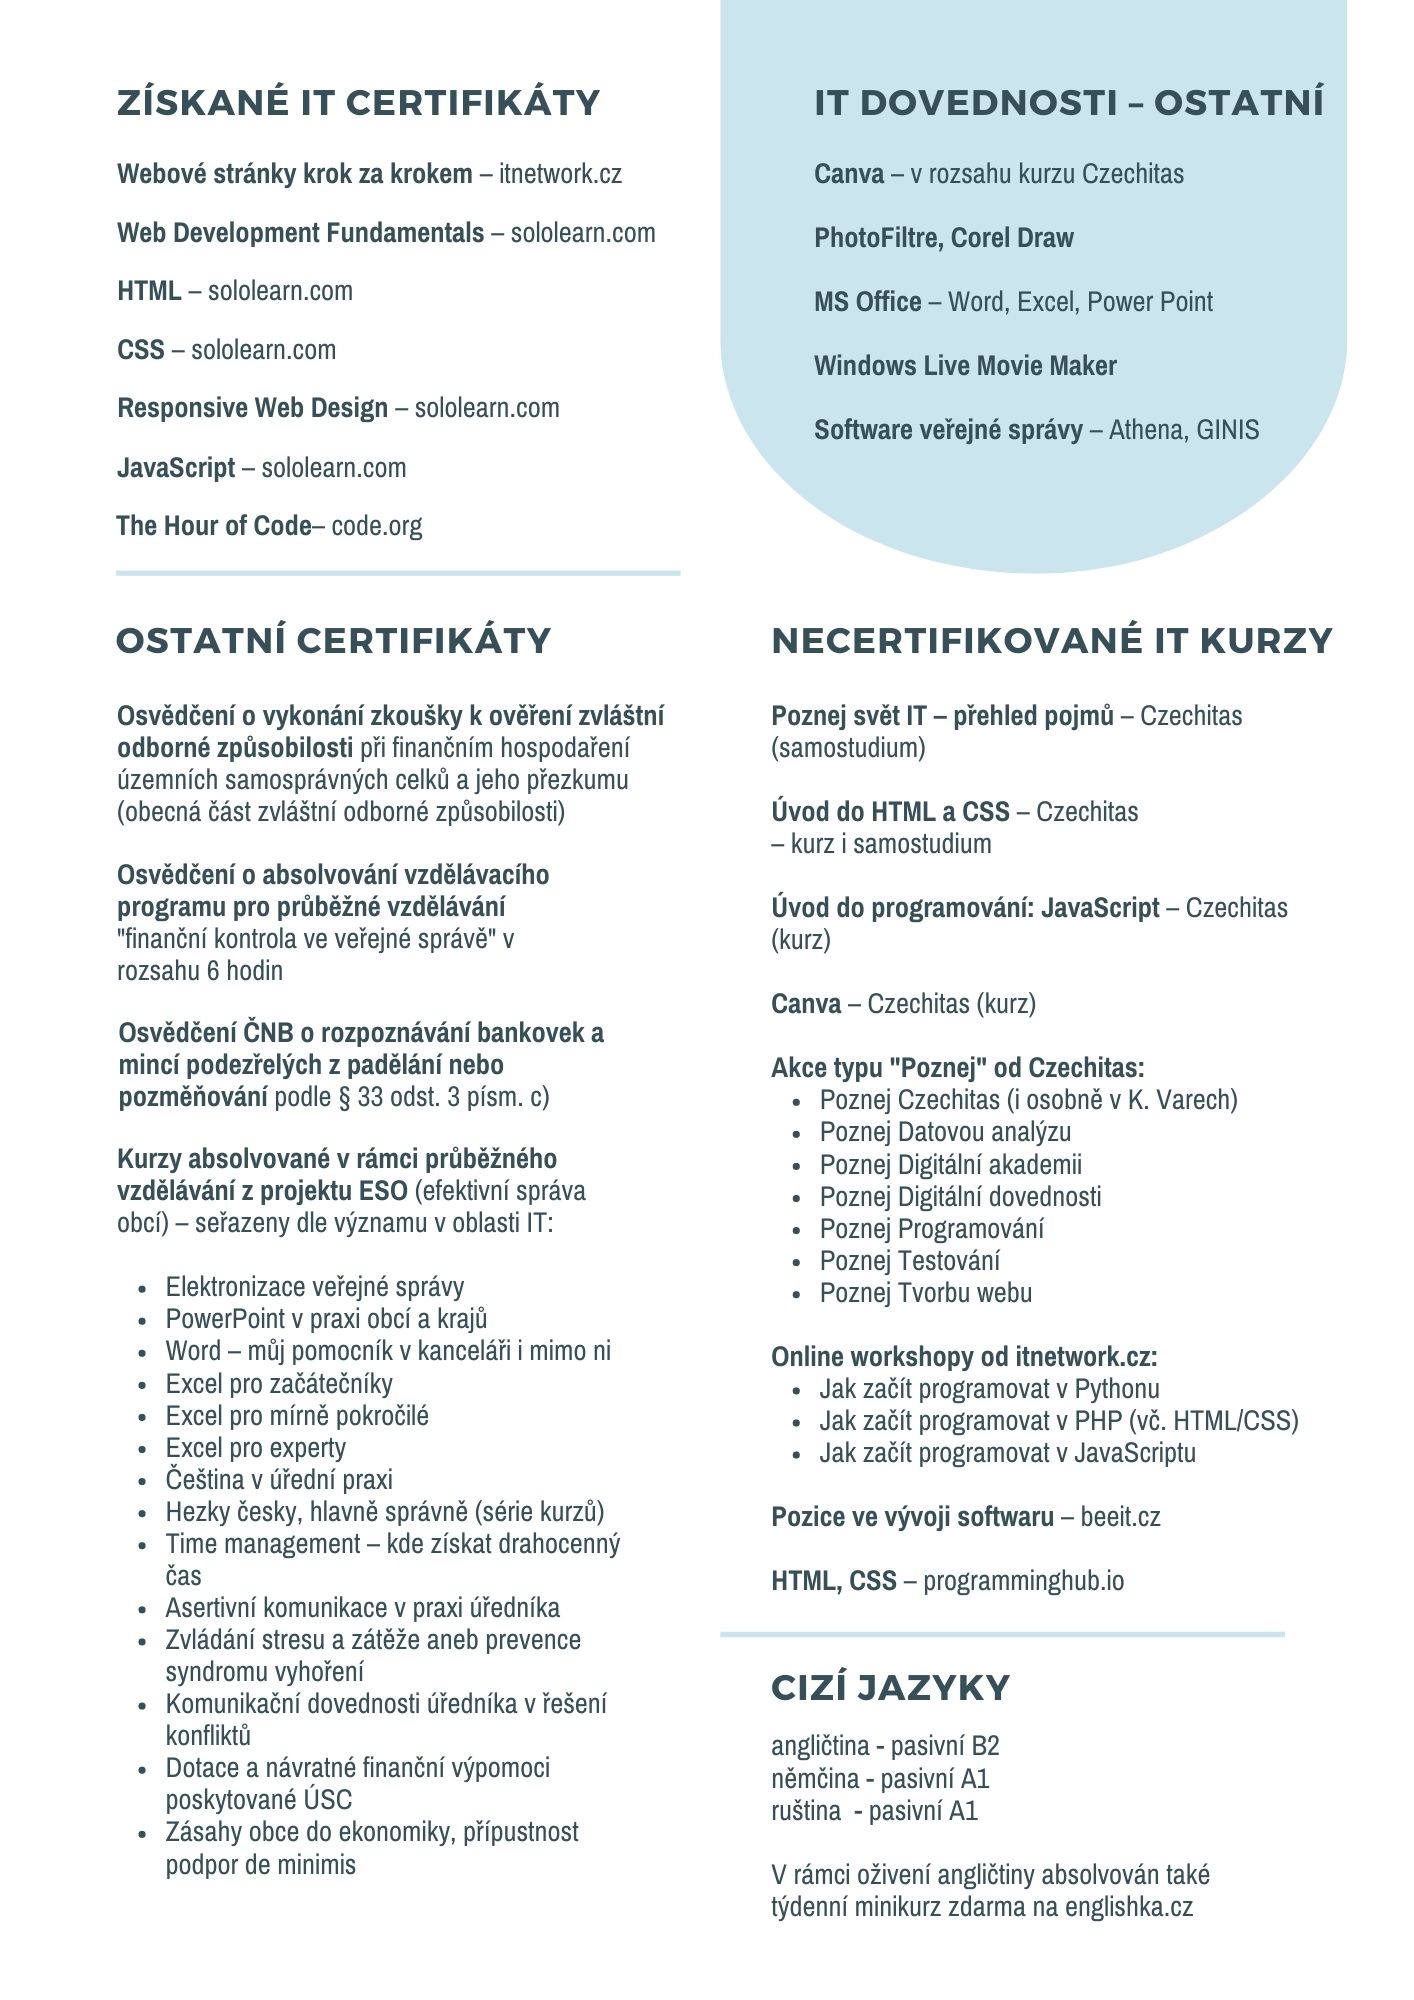 ZÍSKANÉ IT CERTIFIKÁTY
Webové stránky krok za krokem – itnetwork.cz
Web Development Fundamentals – sololearn.com
HTML – sololearn.com
CSS – sololearn.com
Responsive Web Design – sololearn.com
JavaScript – sololearn.com
The Hour of Code– code.org
IT DOVEDNOSTI – OSTATNÍ
Canva – v rozsahu kurzu Czechitas
PhotoFiltre, Corel Draw
MS Office – Word, Excel, Power Point
Windows Live Movie Maker
Software veřejné správy – Athena, GINIS
OSTATNÍ CERTIFIKÁTY
Osvědčení o vykonání zkoušky k ověření zvláštní
odborné způsobilosti při finančním hospodaření
územních samosprávných celků a jeho přezkumu
(obecná část zvláštní odborné způsobilosti)
Osvědčení o absolvování vzdělávacího
programu pro průběžné vzdělávání
"finanční kontrola ve veřejné správě" v
rozsahu 6 hodin
Osvědčení ČNB o rozpoznávání bankovek a
mincí podezřelých z padělání nebo
pozměňování podle § 33 odst. 3 písm. c)
Kurzy absolvované v rámci průběžného
vzdělávání z projektu ESO (efektivní správa
obcí) – seřazeny dle významu v oblasti IT:
• Elektronizace veřejné správy
• PowerPoint v praxi obcí a krajů
• Word – můj pomocník v kanceláři i mimo ni
• Excel pro začátečníky
• Excel pro mírně pokročilé
• Excel pro experty
• Čeština v úřední praxi
• Hezky česky, hlavně správně (série kurzů)
• Time management – kde získat drahocenný
čas
• Asertivní komunikace v praxi úředníka
• Zvládání stresu a zátěže aneb prevence
syndromu vyhoření
• Komunikační dovednosti úředníka v řešení
konfliktů
• Dotace a návratné finanční výpomoci
poskytované ÚSC
• Zásahy obce do ekonomiky, přípustnost
podpor de minimis
NECERTIFIKOVANÉ IT KURZY
Poznej svět IT – přehled pojmů – Czechitas
(samostudium)
Úvod do HTML a CSS – Czechitas
– kurz i samostudium
Úvod do programování: JavaScript – Czechitas
(kurz)
Canva – Czechitas (kurz)
Akce typu "Poznej" od Czechitas:
• Poznej Czechitas (i osobně v K. Varech)
• Poznej Datovou analýzu
• Poznej Digitální akademii
• Poznej Digitální dovednosti
• Poznej Programování
• Poznej Testování
• Poznej Tvorbu webu
Online workshopy od itnetwork.cz:
• Jak začít programovat v Pythonu
• Jak začít programovat v PHP (vč. HTML/CSS)
• Jak začít programovat v JavaScriptu
Pozice ve vývoji softwaru – beeit.cz
HTML, CSS – programminghub.io
CIZÍ JAZYKY
angličtina - pasivní B2
němčina - pasivní A1
ruština  - pasivní A1
V rámci oživení angličtiny absolvován také
týdenní minikurz zdarma na englishka.cz